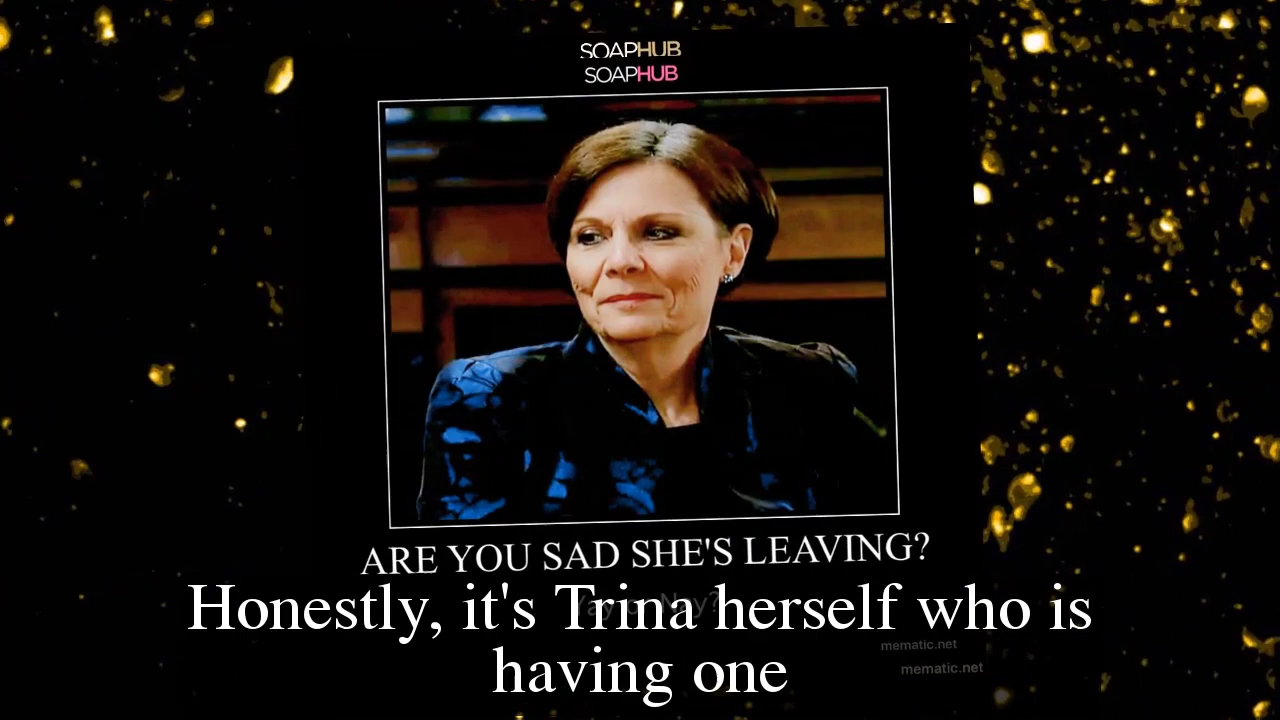 SOAPHUB
SOAPHUB
ARE YOU SAD SHE'S LEAVING?
Honestly, it's Trina herself who is
having one
mematic.net
mematic.net